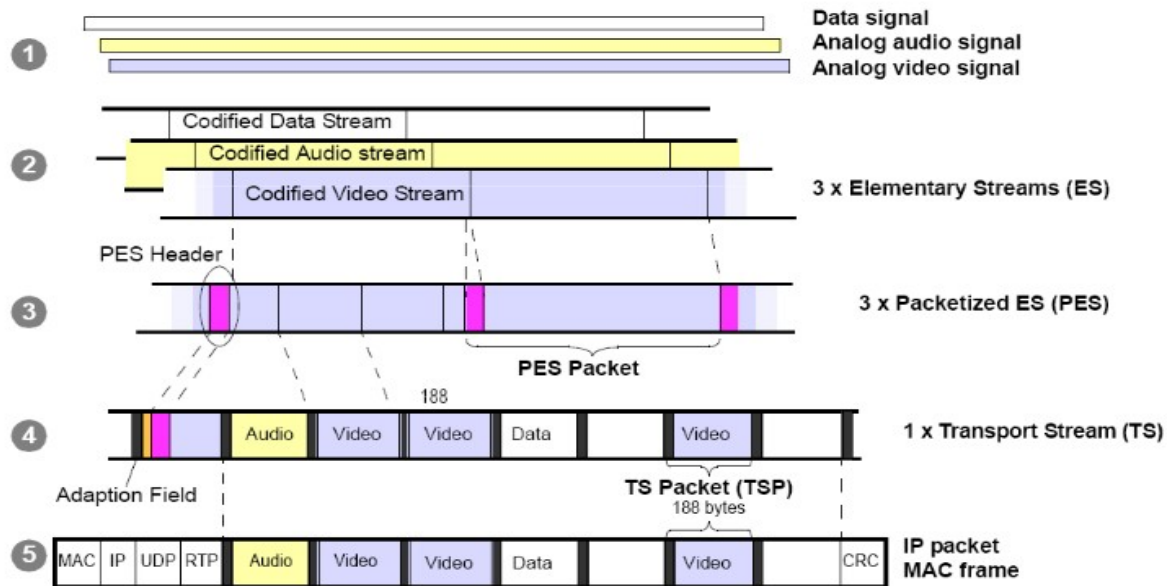 Data signal
1
Analog audio signal
Analog video signal
Codified Data Stream
2
Codified Audio stream
Codified Video Stream
3 x Elementary Streams (ES)
PES Header
3
3 x Packetized ES (PES)
PES Packet
188
4
Audio Video Video Data Video
1 x Transport Stream (TS)
Adaption Field
TS Packet (TSP)
188 bytes
5
MAC IP UDP RTP Audio Video Video Data Video CRC
IP packet
MAC frame